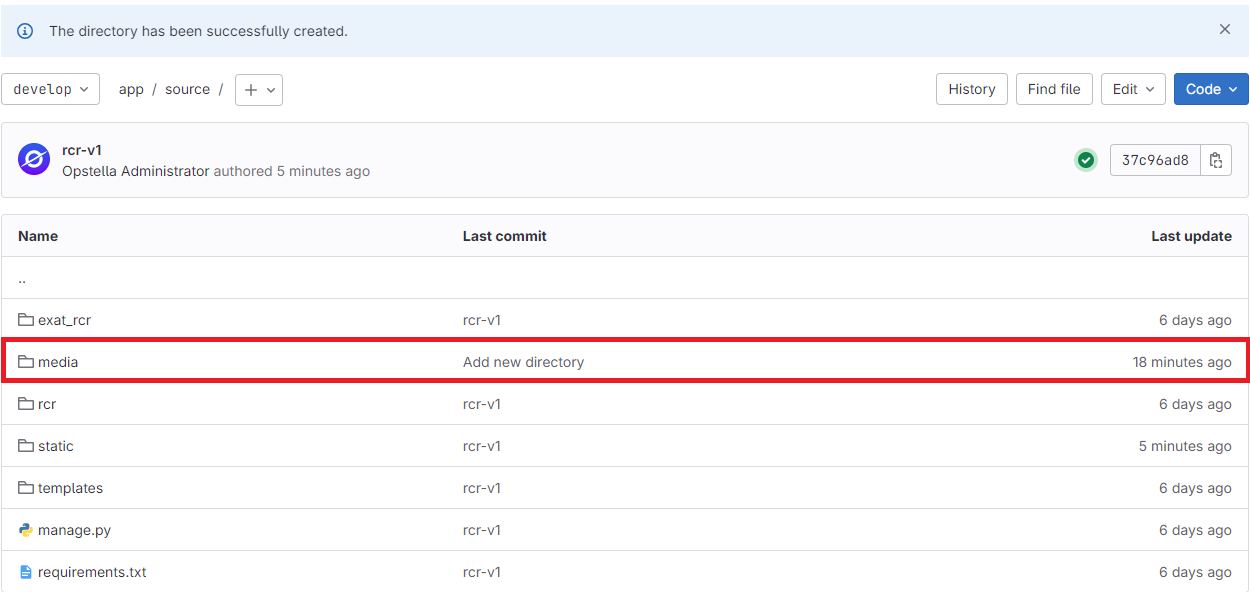 The directory has been successfully created.
develop app / source / +
History Find file Edit Code
rcr-v1
Opstella Administrator authored 5 minutes ago
37c96ad8
Name Last commit Last update
..
exat_rcr rcr-v1 6 days ago
media Add new directory 18 minutes ago
rcr rcr-v1 6 days ago
static rcr-v1 5 minutes ago
templates rcr-v1 6 days ago
manage.py rcr-v1 6 days ago
requirements.txt rcr-v1 6 days ago